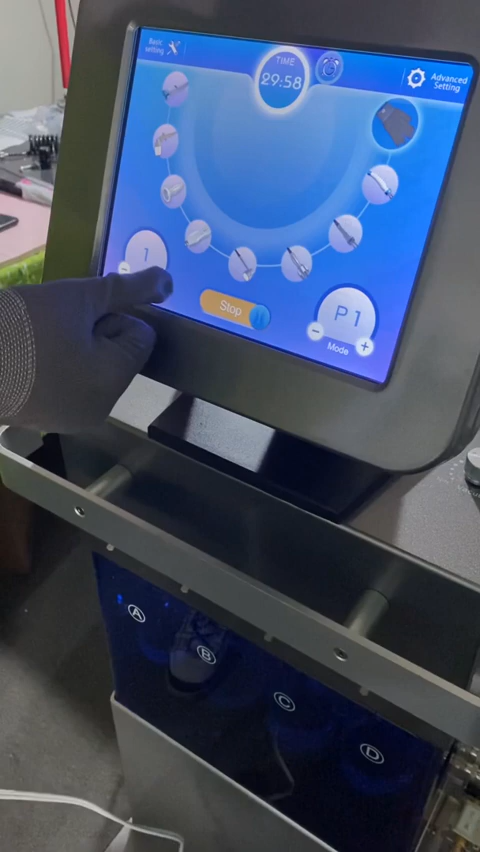 Basic
setting
TIME
29:58
Advanced
Setting
1
−
Stop
P1
− +
Mode
A
B
C
D